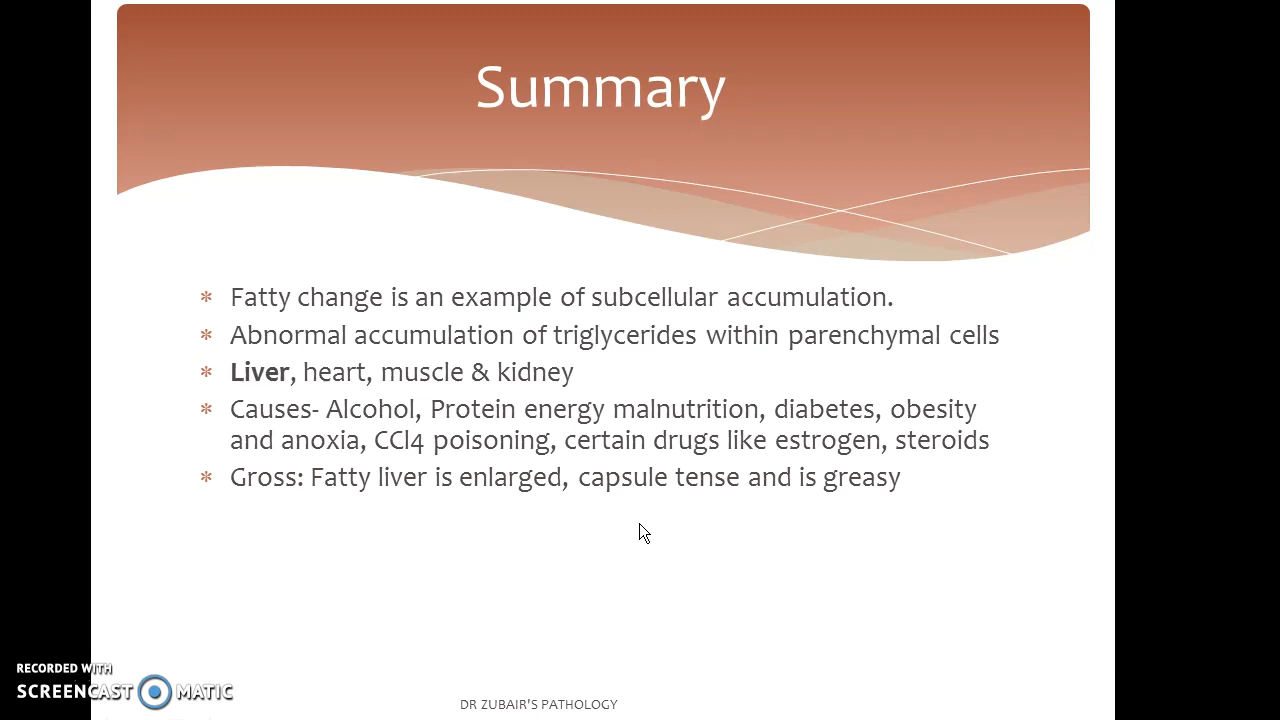 Summary
* Fatty change is an example of subcellular accumulation.
* Abnormal accumulation of triglycerides within parenchymal cells
* Liver, heart, muscle & kidney
* Causes- Alcohol, Protein energy malnutrition, diabetes, obesity
and anoxia, CCl4 poisoning, certain drugs like estrogen, steroids
* Gross: Fatty liver is enlarged, capsule tense and is greasy
RECORDED WITH
SCREENCAST MATIC
DR ZUBAIR'S PATHOLOGY